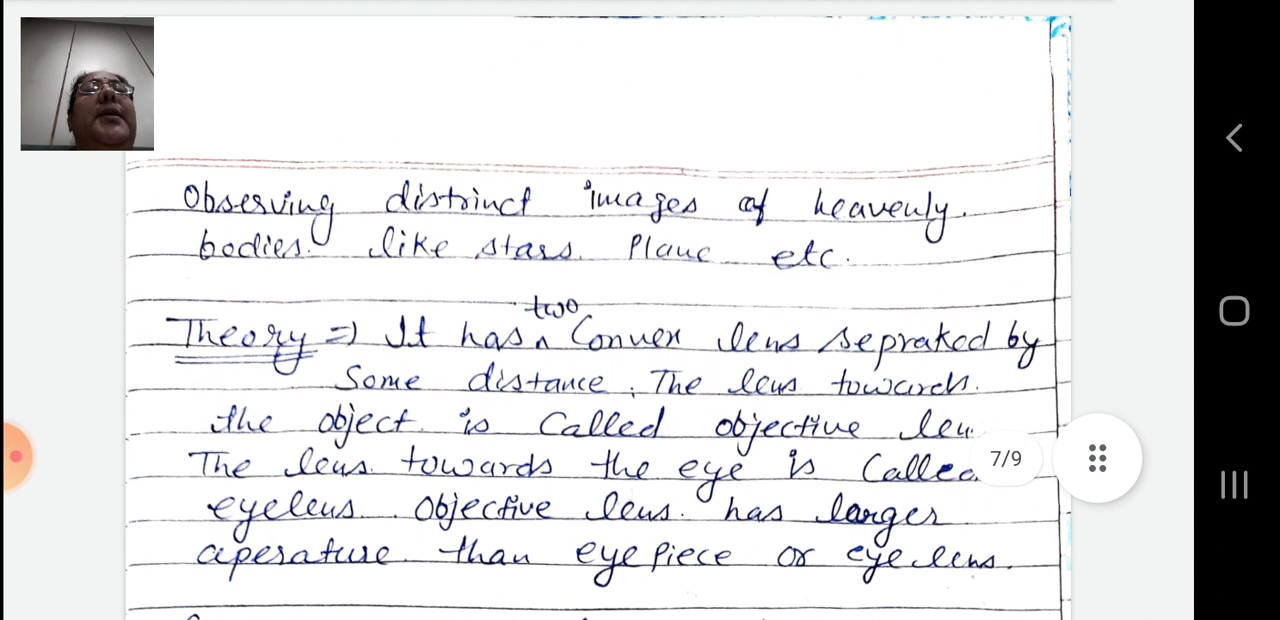 Observing distrinct images of heavenly.
bodies. like stars. Plane etc.
two
Theory => It has ^ Convex lens seprated by
Some distance. The lens towards.
the object is Called objective len
The lens towards the eye is Called
7/9
eyelens. Objective lens. has larger
aperature than eye piece or eye lens.